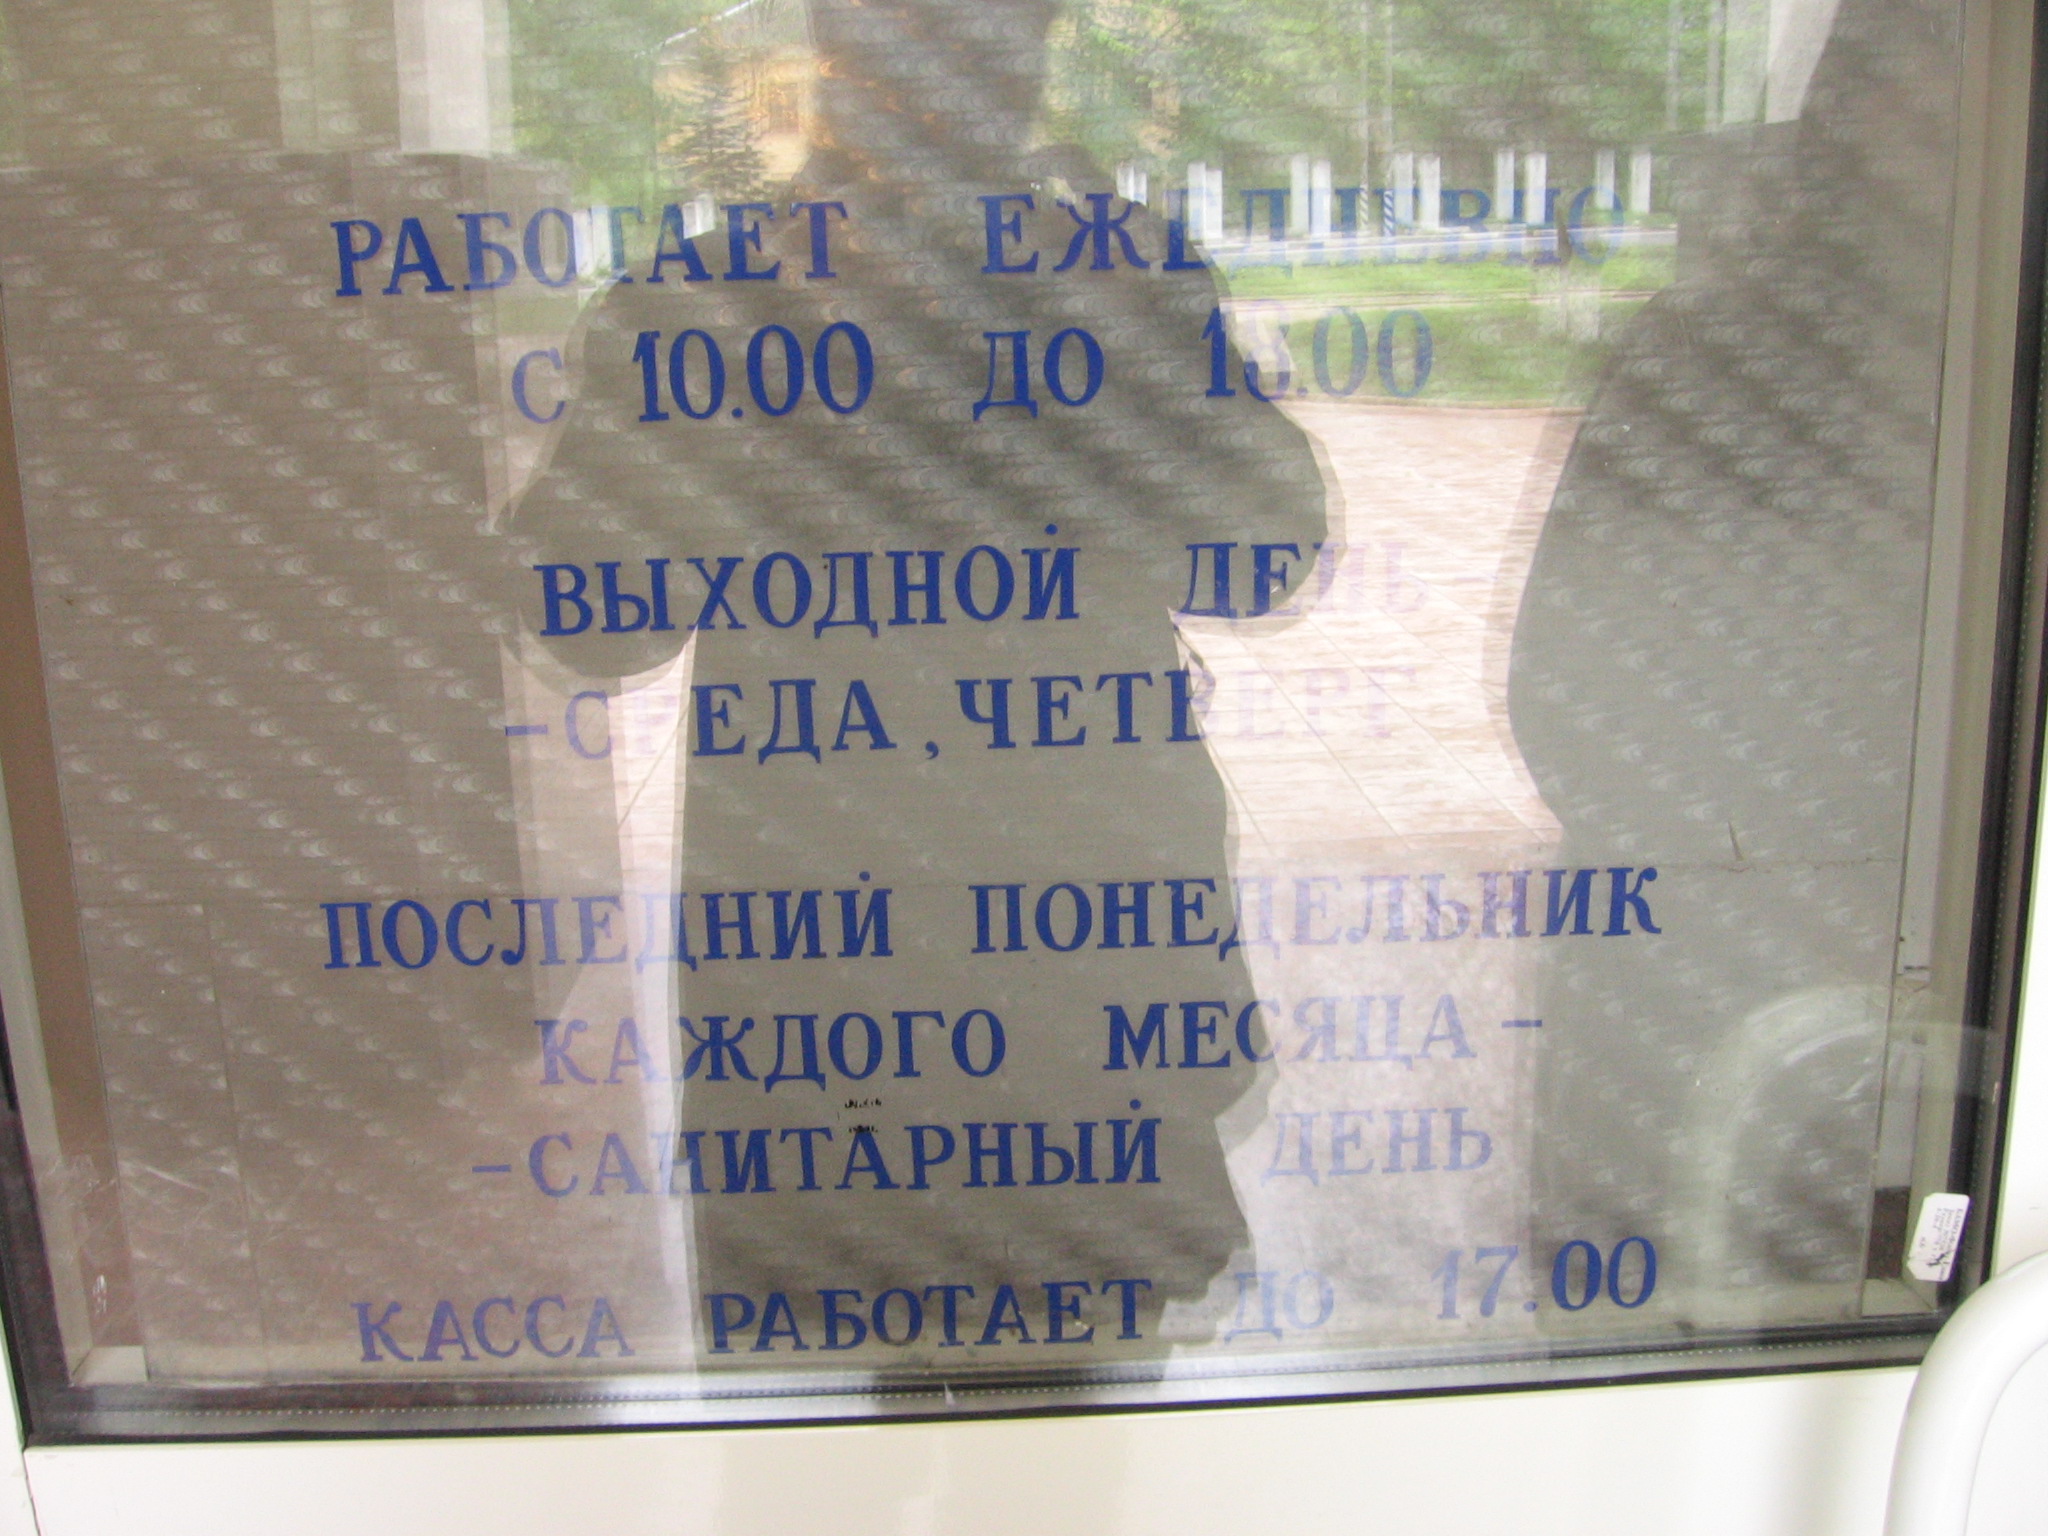 РАБОТАЕТ ЕЖЕДНЕВНО
С 10.00 ДО 18.00
ВЫХОДНОЙ ДЕНЬ
-СРЕДА, ЧЕТВЕРГ
ПОСЛЕДНИЙ ПОНЕДЕЛЬНИК
КАЖДОГО МЕСЯЦА-
-САНИТАРНЫЙ ДЕНЬ
КАССА РАБОТАЕТ ДО 17.00